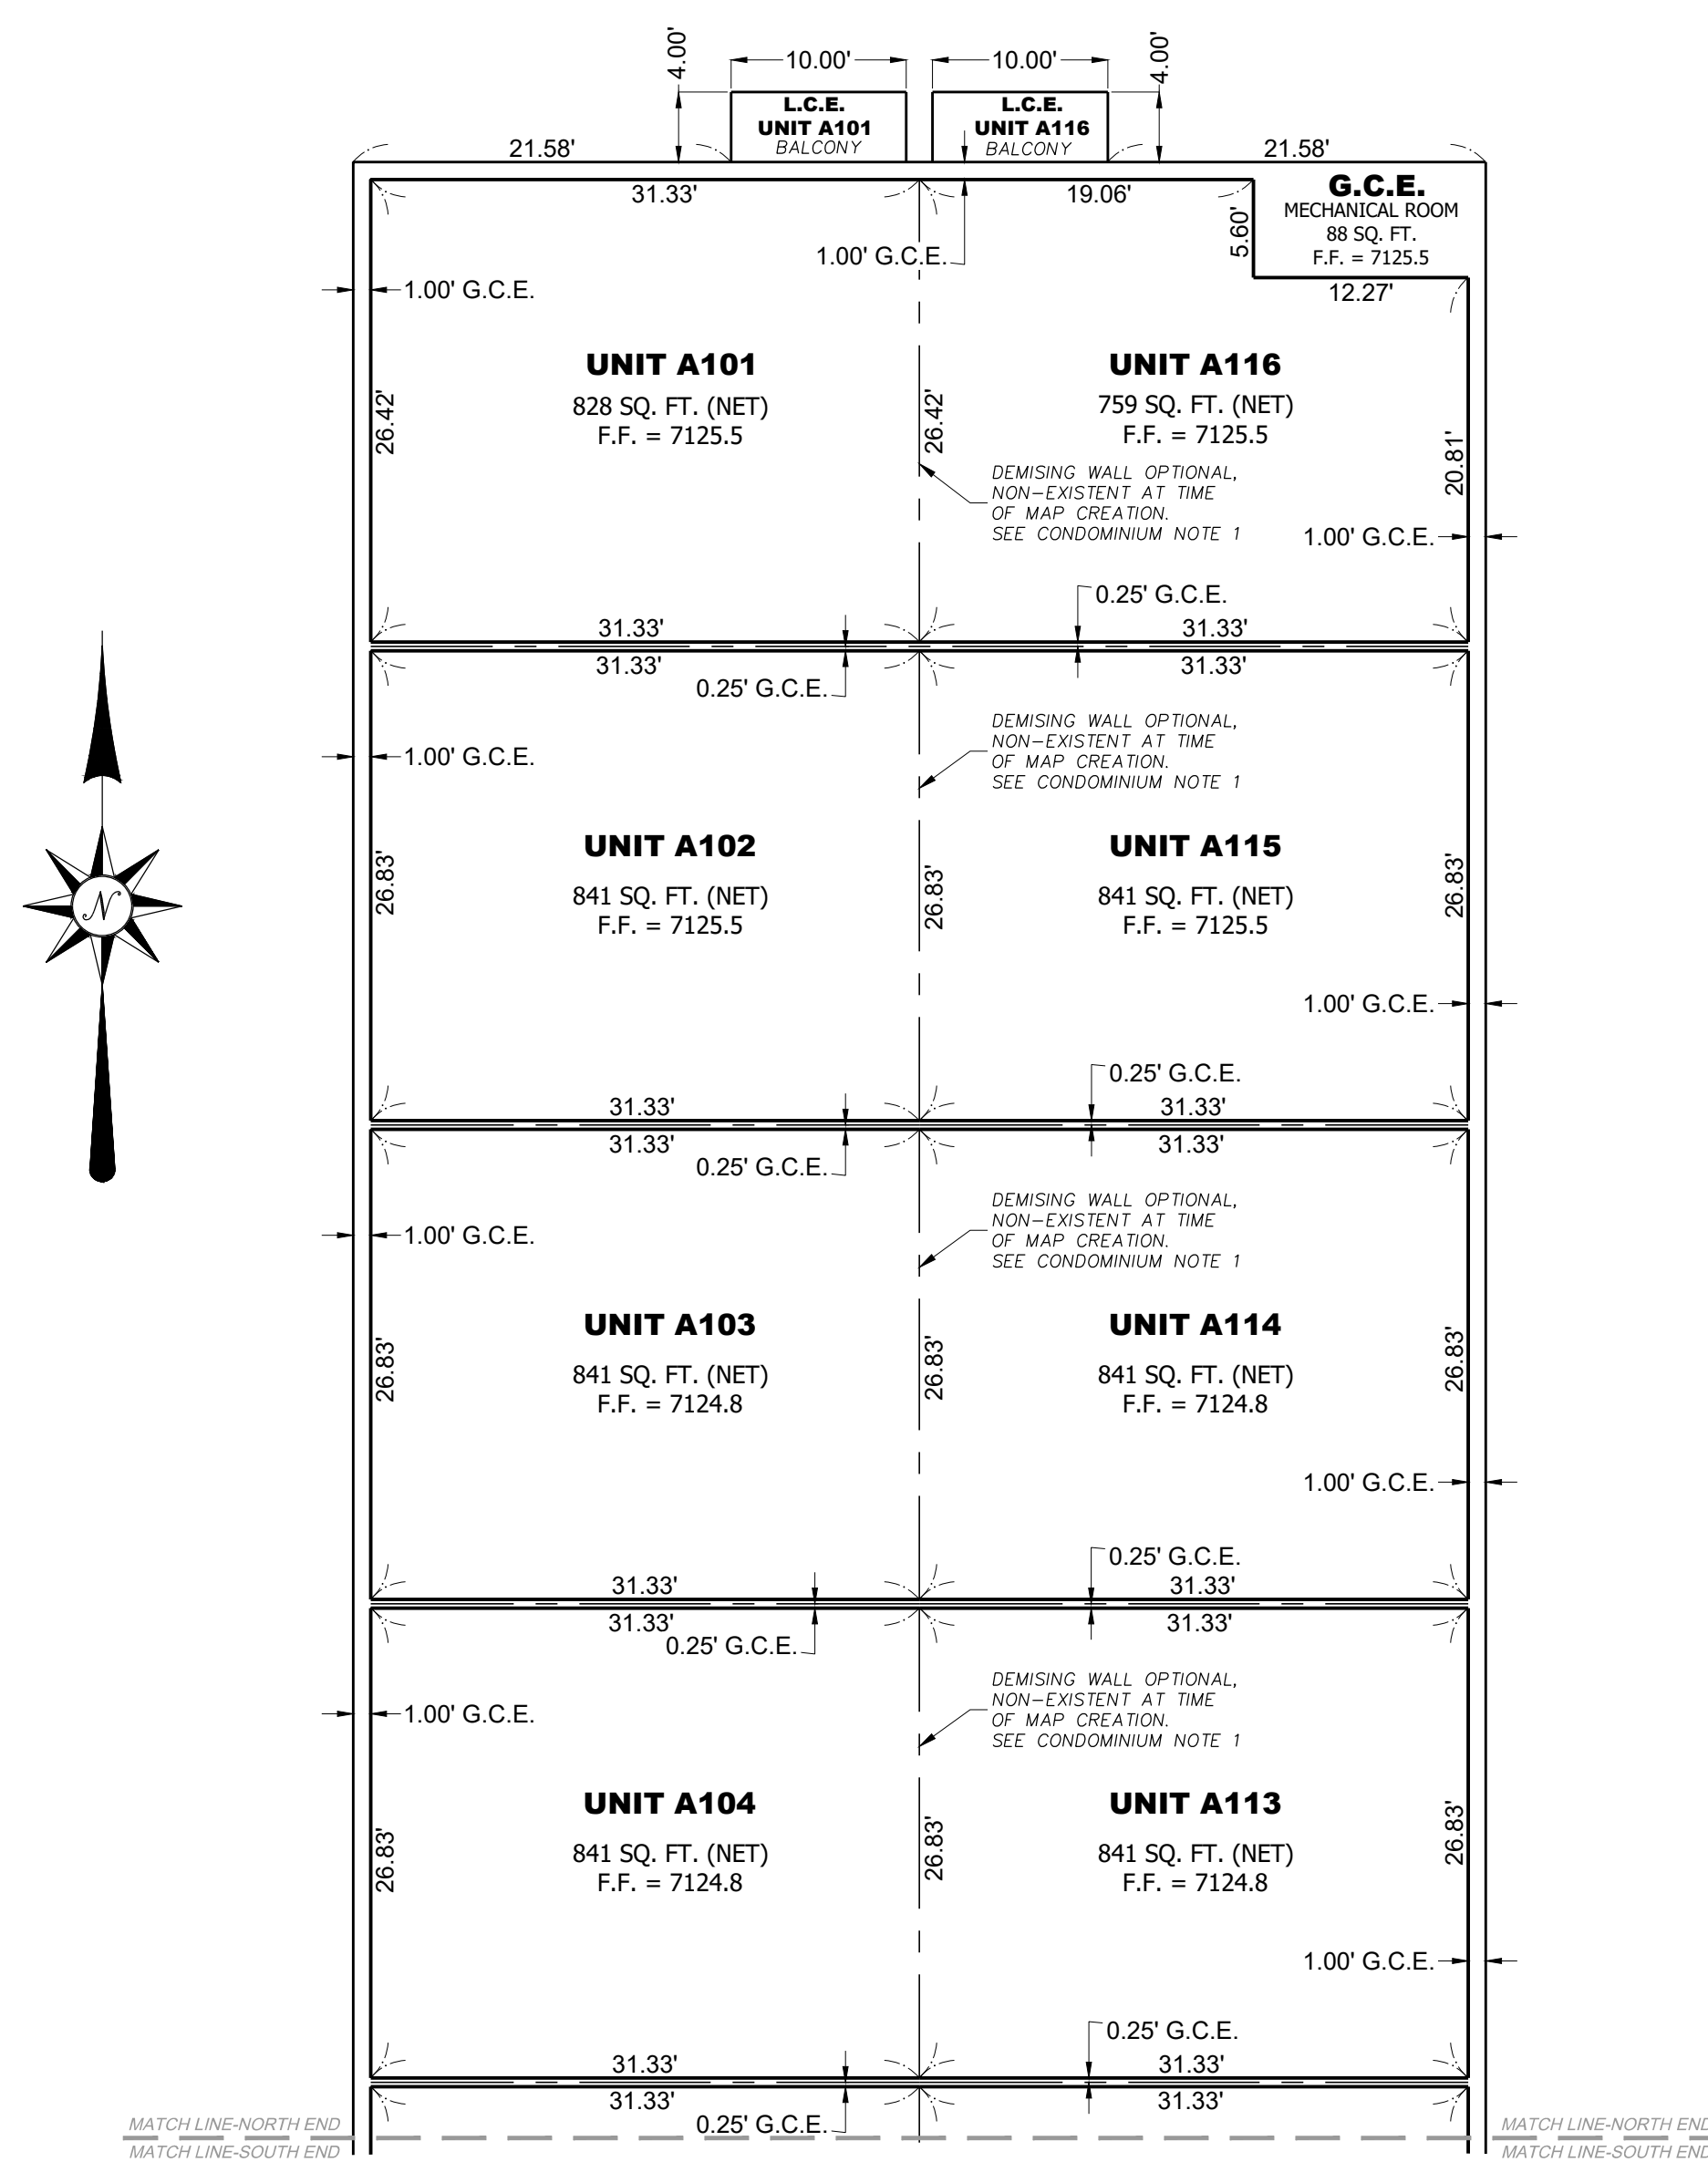 4.00'
10.00'
10.00'
4.00'
L.C.E.
UNIT A101
BALCONY
L.C.E.
UNIT A116
BALCONY
21.58'
21.58'
31.33'
19.06'
G.C.E.
MECHANICAL ROOM
88 SQ. FT.
F.F. = 7125.5
5.60'
12.27'
1.00' G.C.E.
1.00' G.C.E.
UNIT A101
828 SQ. FT. (NET)
F.F. = 7125.5
26.42'
26.42'
UNIT A116
759 SQ. FT. (NET)
F.F. = 7125.5
20.81'
DEMISING WALL OPTIONAL,
NON-EXISTENT AT TIME
OF MAP CREATION.
SEE CONDOMINIUM NOTE 1
1.00' G.C.E.
0.25' G.C.E.
31.33'
31.33'
31.33'
31.33'
0.25' G.C.E.
DEMISING WALL OPTIONAL,
NON-EXISTENT AT TIME
OF MAP CREATION.
SEE CONDOMINIUM NOTE 1
1.00' G.C.E.
UNIT A102
841 SQ. FT. (NET)
F.F. = 7125.5
26.83'
26.83'
UNIT A115
841 SQ. FT. (NET)
F.F. = 7125.5
26.83'
N
1.00' G.C.E.
0.25' G.C.E.
31.33'
31.33'
31.33'
31.33'
0.25' G.C.E.
DEMISING WALL OPTIONAL,
NON-EXISTENT AT TIME
OF MAP CREATION.
SEE CONDOMINIUM NOTE 1
1.00' G.C.E.
UNIT A103
841 SQ. FT. (NET)
F.F. = 7124.8
26.83'
26.83'
UNIT A114
841 SQ. FT. (NET)
F.F. = 7124.8
26.83'
1.00' G.C.E.
0.25' G.C.E.
31.33'
31.33'
31.33'
31.33'
0.25' G.C.E.
DEMISING WALL OPTIONAL,
NON-EXISTENT AT TIME
OF MAP CREATION.
SEE CONDOMINIUM NOTE 1
1.00' G.C.E.
UNIT A104
841 SQ. FT. (NET)
F.F. = 7124.8
26.83'
26.83'
UNIT A113
841 SQ. FT. (NET)
F.F. = 7124.8
26.83'
1.00' G.C.E.
0.25' G.C.E.
31.33'
31.33'
31.33'
31.33'
0.25' G.C.E.
MATCH LINE-NORTH END
MATCH LINE-SOUTH END
MATCH LINE-NORTH END
MATCH LINE-SOUTH END